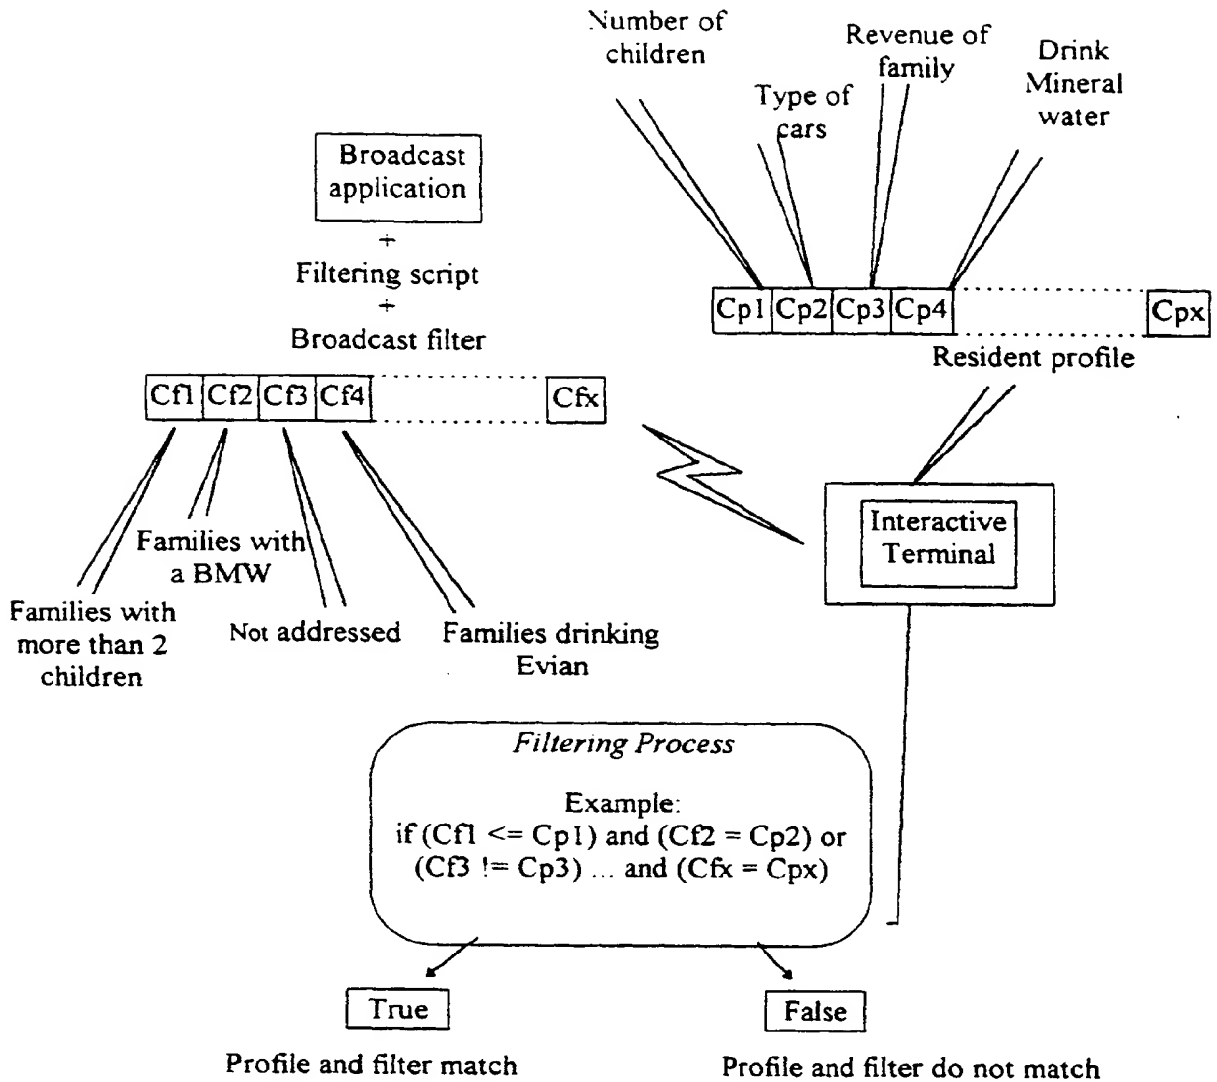 Number of
children
Revenue of
family
Drink
Mineral
water
Type of
cars
Broadcast
application
+
Filtering script
+
Broadcast filter
Cp1 Cp2 Cp3 Cp4 Cpx
Resident profile
Cf1 Cf2 Cf3 Cf4 Cfx
Interactive
Terminal
Families with
a BMW
Families with
more than 2
children
Not addressed
Families drinking
Evian
Filtering Process
Example:
if (Cf1 <= Cp1) and (Cf2 = Cp2) or
(Cf3 != Cp3) ... and (Cfx = Cpx)
True
False
Profile and filter match
Profile and filter do not match